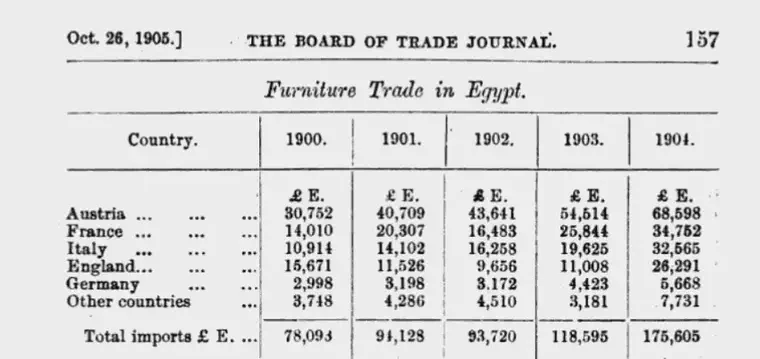 Oct. 26, 1905.] THE BOARD OF TRADE JOURNAL. 157
Furniture Trade in Egypt.
Country. 1900. 1901. 1902. 1903. 1904.
£ E. £ E. £ E. £ E. £ E.
Austria ... ... ... 30,752 40,709 43,641 54,514 68,598
France ... ... ... 14,010 20,307 16,483 25,844 34,752
Italy ... ... ... 10,914 14,102 16,258 19,625 32,565
England... ... ... 15,671 11,526 9,656 11,008 26,291
Germany ... ... 2,998 3,198 3.172 4,423 5,668
Other countries ... 3,748 4,286 4,510 3,181 7,731
Total imports £ E. ... 78,093 94,128 93,720 118,595 175,605